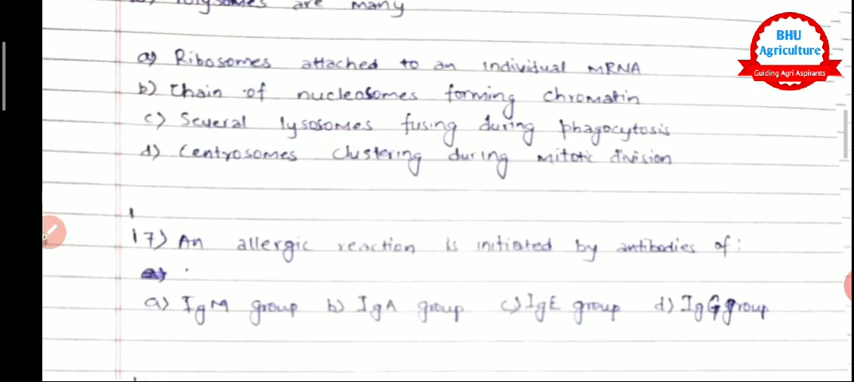 Polysomes are many
BHU
Agriculture
Guiding Agri Aspirants
a) Ribosomes attached to an individual mRNA
b) Chain of nucleosomes forming chromatin
c) Several lysosomes fusing during phagocytosis
d) Centrosomes clustering during mitotic division
17) An allergic reaction is initiated by antibodies of:
a) IgM group b) IgA group c) IgE group d) IgG group